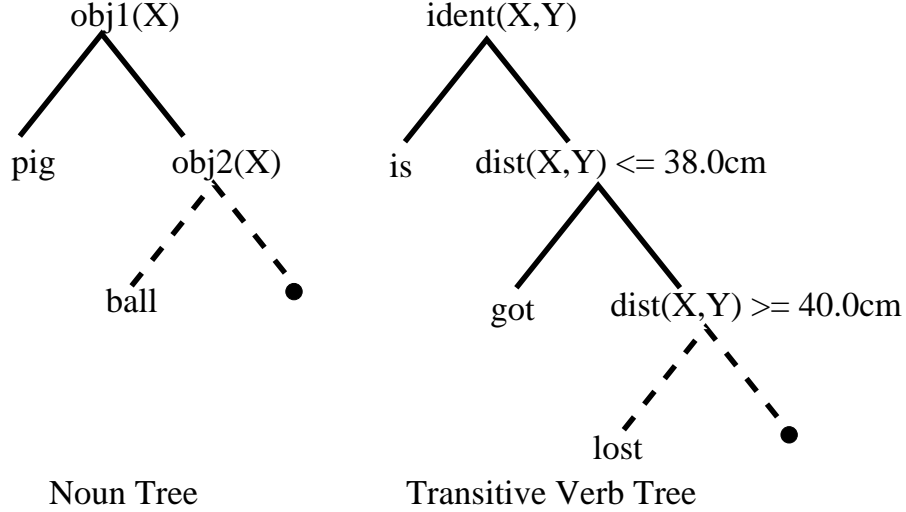 obj1(X)
ident(X,Y)
pig
obj2(X)
is
dist(X,Y) <= 38.0cm
ball
got
dist(X,Y) >= 40.0cm
lost
Noun Tree
Transitive Verb Tree